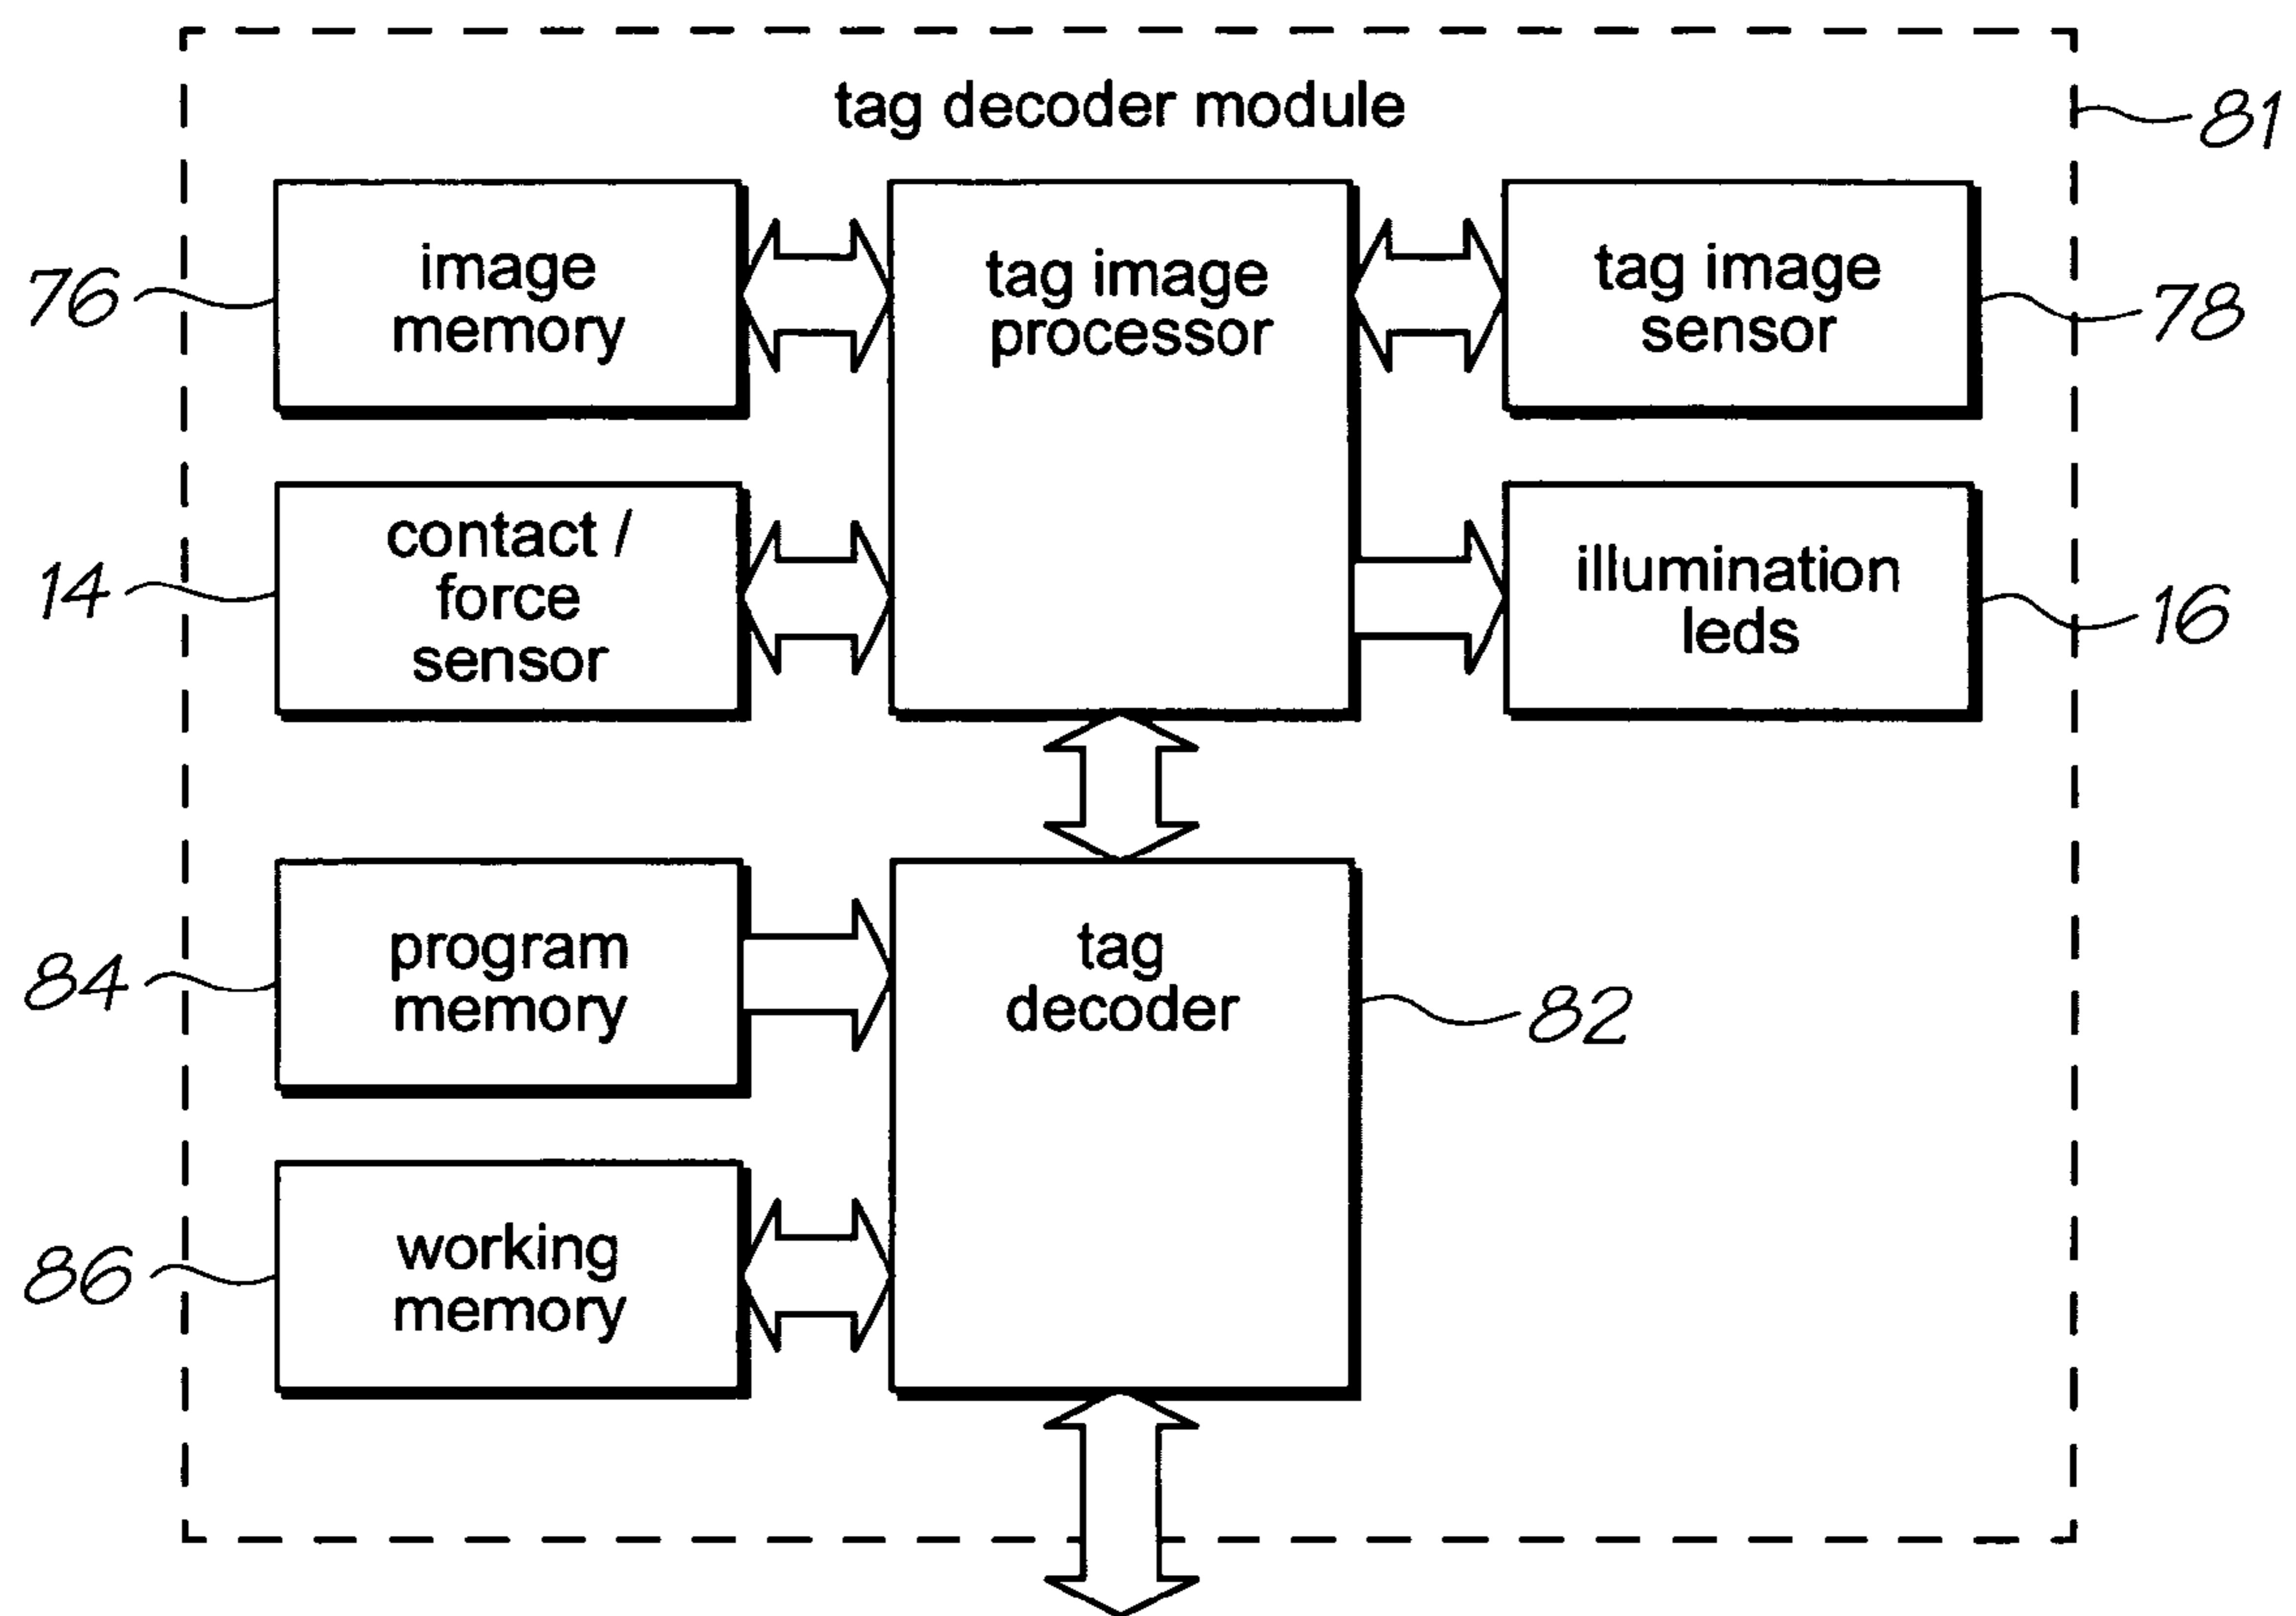 tag decoder module
81
image
memory
76
tag image
processor
tag image
sensor
78
contact /
force
sensor
14
illumination
leds
16
program
memory
84
tag
decoder
82
working
memory
86